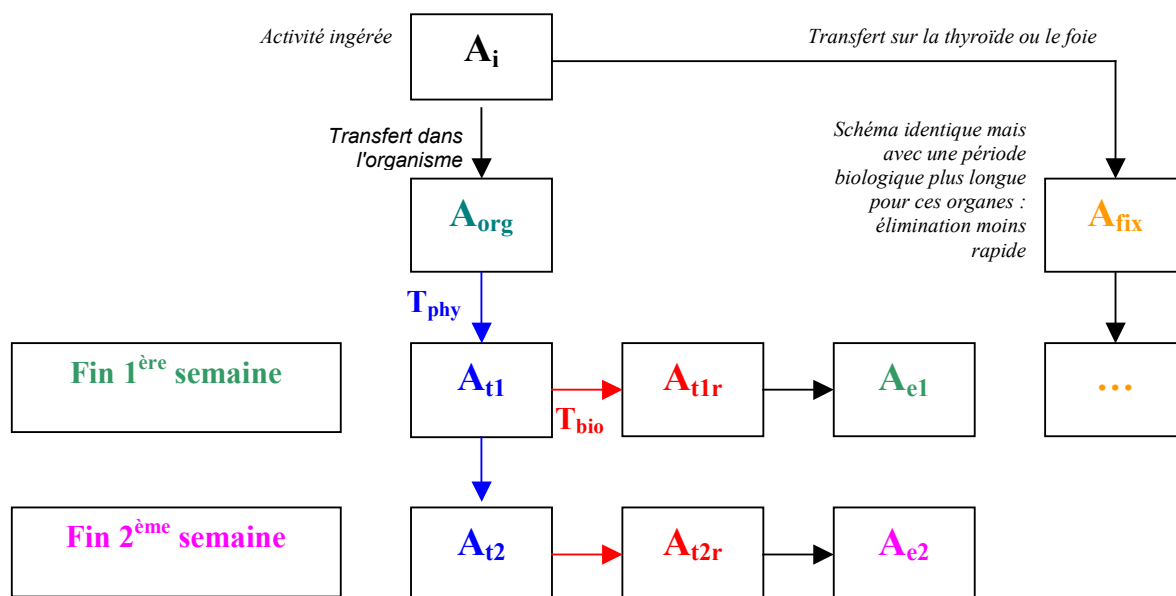 Activité ingérée
Ai
Transfert sur la thyroïde ou le foie
Transfert dans
l'organisme
Schéma identique mais
avec une période
biologique plus longue
pour ces organes :
élimination moins
rapide
Aorg
Afix
Tphy
Fin 1ère semaine
At1
Tbio
At1r
Ae1
...
Fin 2ème semaine
At2
At2r
Ae2